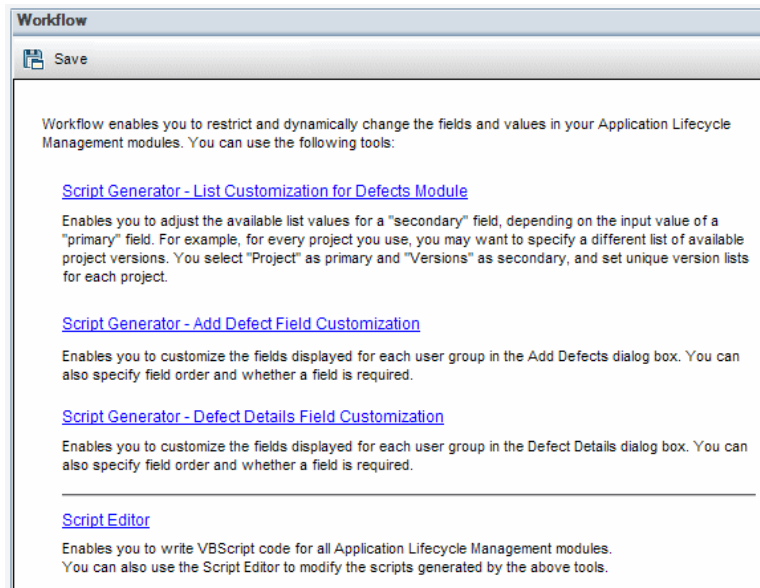 Workflow
Save
Workflow enables you to restrict and dynamically change the fields and values in your Application Lifecycle
Management modules. You can use the following tools:
Script Generator - List Customization for Defects Module
Enables you to adjust the available list values for a "secondary" field, depending on the input value of a
"primary" field. For example, for every project you use, you may want to specify a different list of available
project versions. You select "Project" as primary and "Versions" as secondary, and set unique version lists
for each project.
Script Generator - Add Defect Field Customization
Enables you to customize the fields displayed for each user group in the Add Defects dialog box. You can
also specify field order and whether a field is required.
Script Generator - Defect Details Field Customization
Enables you to customize the fields displayed for each user group in the Defect Details dialog box. You can
also specify field order and whether a field is required.
Script Editor
Enables you to write VBScript code for all Application Lifecycle Management modules.
You can also use the Script Editor to modify the scripts generated by the above tools.